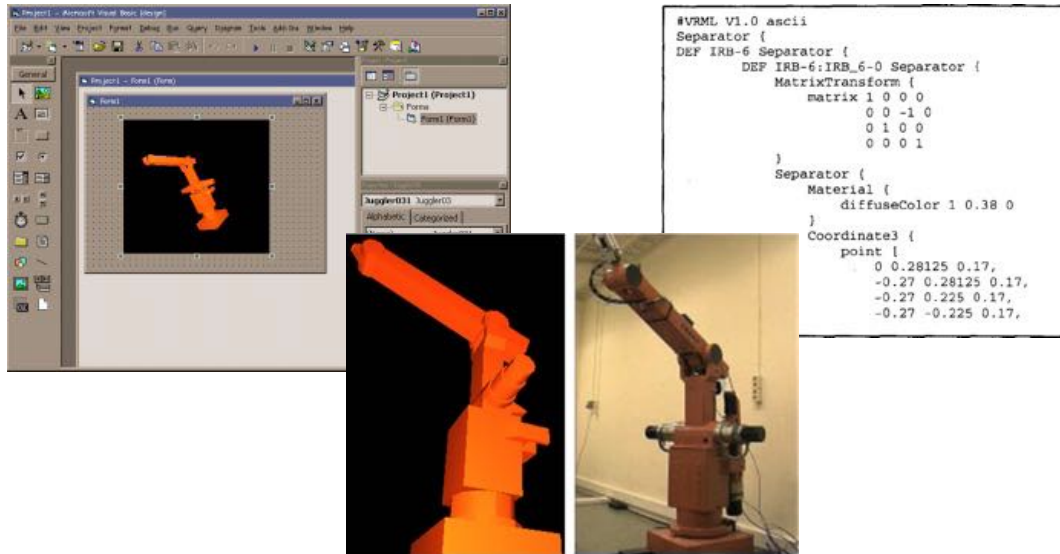 Project1 - Microsoft Visual Basic [design]
File Edit View Project Format Debug Run Query Diagram Tools Add-Ins Window Help
General
Project1 - Form1 (Form)
Form1
Project1 (Project1)
Forms
Form1 (Form1)
Juggler031 Juggler03
Alphabetic Categorized
#VRML V1.0 ascii
Separator {
DEF IRB-6 Separator {
DEF IRB-6:IRB_6-0 Separator {
MatrixTransform {
matrix 1 0 0 0
0 0 -1 0
0 1 0 0
0 0 0 1
}
Separator {
Material {
diffuseColor 1 0.38 0
}
Coordinate3 {
point [
0 0.28125 0.17,
-0.27 0.28125 0.17,
-0.27 0.225 0.17,
-0.27 -0.225 0.17,